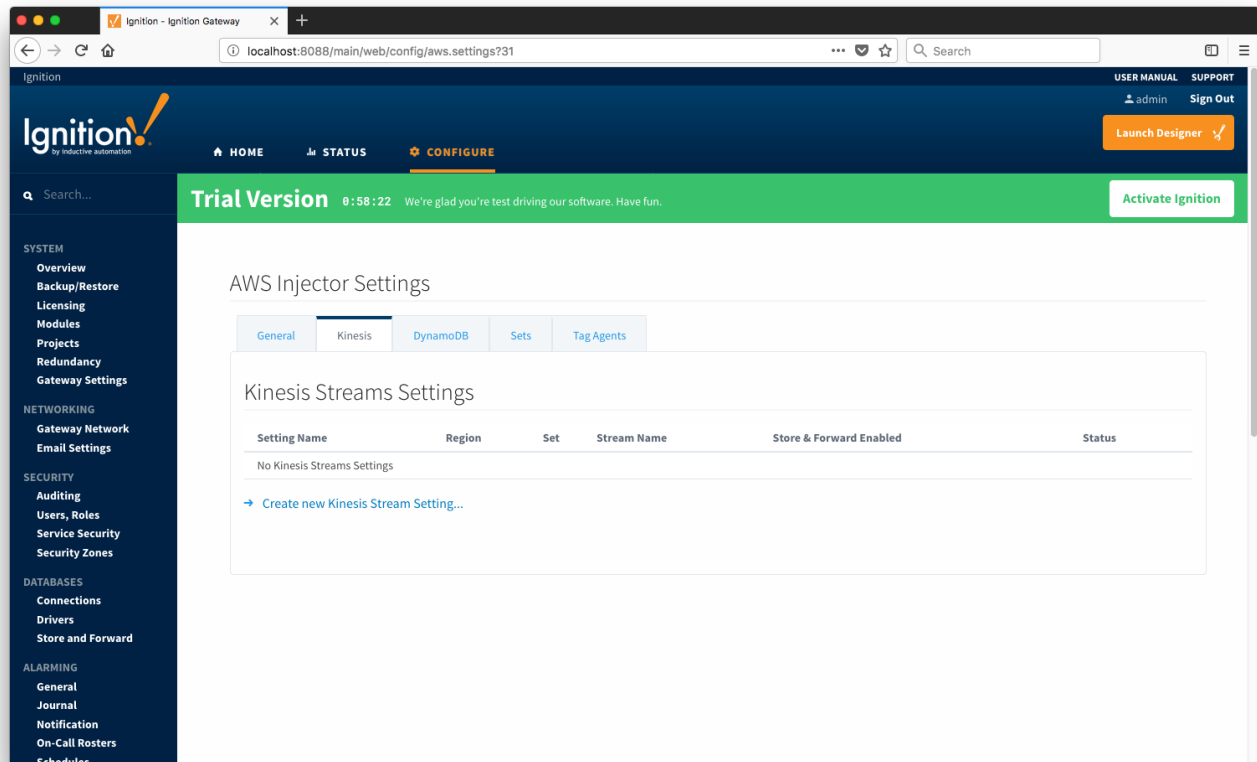 Ignition - Ignition Gateway
localhost:8088/main/web/config/aws.settings?31
Search
Ignition
USER MANUAL SUPPORT
admin Sign Out
Ignition!
by inductive automation
Launch Designer
HOME STATUS CONFIGURE
Search...
Trial Version 0:58:22 We're glad you're test driving our software. Have fun.
Activate Ignition
SYSTEM
Overview
Backup/Restore
Licensing
Modules
Projects
Redundancy
Gateway Settings
NETWORKING
Gateway Network
Email Settings
SECURITY
Auditing
Users, Roles
Service Security
Security Zones
DATABASES
Connections
Drivers
Store and Forward
ALARMING
General
Journal
Notification
On-Call Rosters
Schedules
AWS Injector Settings
General Kinesis DynamoDB Sets Tag Agents
Kinesis Streams Settings
Setting Name Region Set Stream Name Store & Forward Enabled Status
No Kinesis Streams Settings
Create new Kinesis Stream Setting...